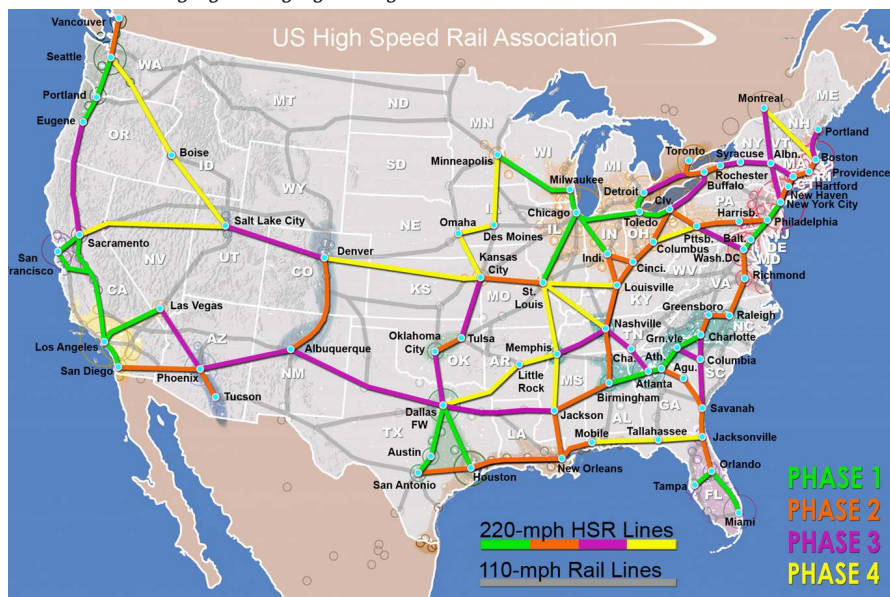 US High Speed Rail Association
Vancouver
Seattle
WA
Portland
Eugene
OR
Boise
ID
MT
ND
MN
SD
WY
Minneapolis
WI
Milwaukee
MI
Toronto
Detroit
Chicago
Montreal
ME
NH
VT
NY
Portland
Syracuse
Albn.
MA
Boston
Rochester
Providence
Buffalo
Hartford
New Haven
New York City
Clv.
PA
Toledo
Harrisb.
Philadelphia
NJ
DE
MD
Omaha
IA
Des Moines
NE
IL
IN
OH
Columbus
Pttsb.
Balt.
Wash.DC
Salt Lake City
Sacramento
San
Francisco
NV
UT
CA
CO
Denver
Kansas
City
KS
MO
St.
Louis
Indi.
Cinci.
WV
Louisville
KY
VA
Richmond
Las Vegas
Greensboro
Raleigh
NC
Nashville
TN
Grn.vle
Charlotte
Los Angeles
AZ
Albuquerque
Oklahoma
City
Tulsa
OK
AR
Memphis
Cha.
Ath.
Columbia
SC
San Diego
Phoenix
NM
Little
Rock
MS
Agu.
Atlanta
Birmingham
Tucson
Dallas
FW
Jackson
AL
GA
Savanah
TX
LA
Mobile
Tallahassee
Jacksonville
Austin
San Antonio
Houston
New Orleans
Orlando
Tampa
FL
Miami
220-mph HSR Lines
110-mph Rail Lines
PHASE 1
PHASE 2
PHASE 3
PHASE 4